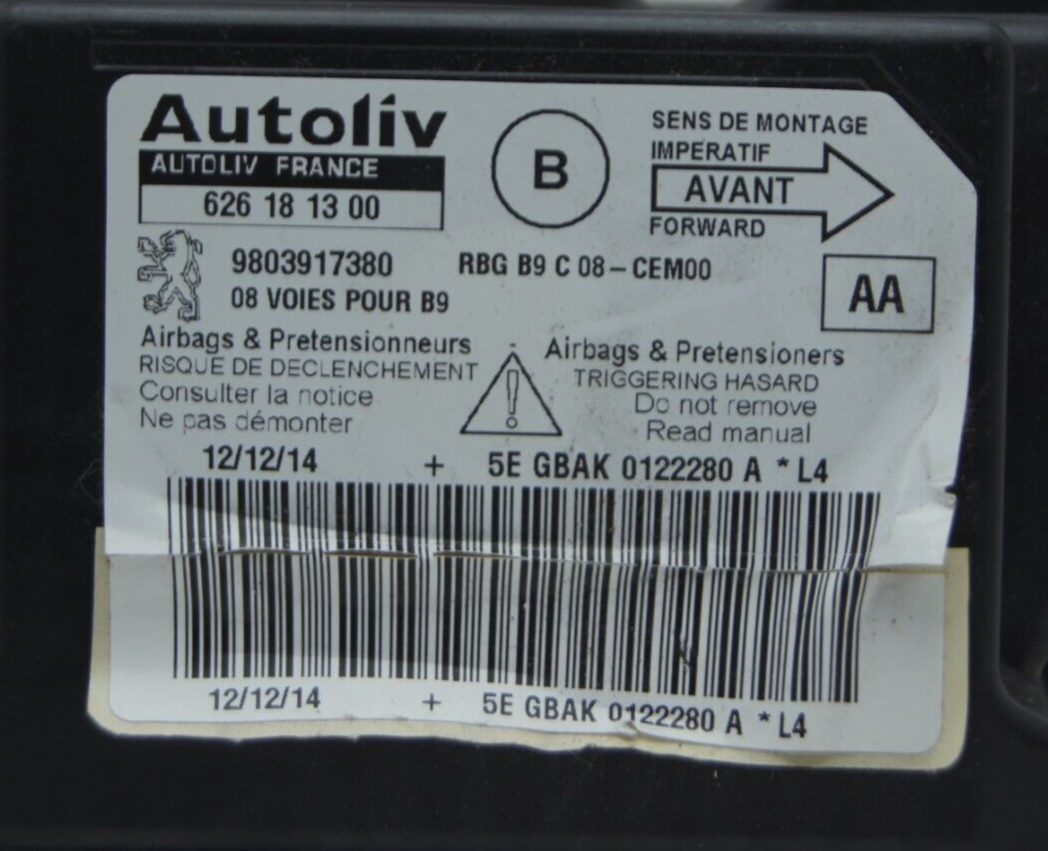 Autoliv
AUTOLIV FRANCE
626 18 13 00
B
SENS DE MONTAGE
IMPERATIF
AVANT
FORWARD
9803917380 RBG B9 C 08-CEM00
08 VOIES POUR B9
AA
Airbags & Pretensionneurs
RISQUE DE DECLENCHEMENT
Consulter la notice
Ne pas démonter
Airbags & Pretensioners
TRIGGERING HASARD
Do not remove
Read manual
12/12/14 + 5E GBAK 0122280 A * L4
12/12/14 + 5E GBAK 0122280 A * L4